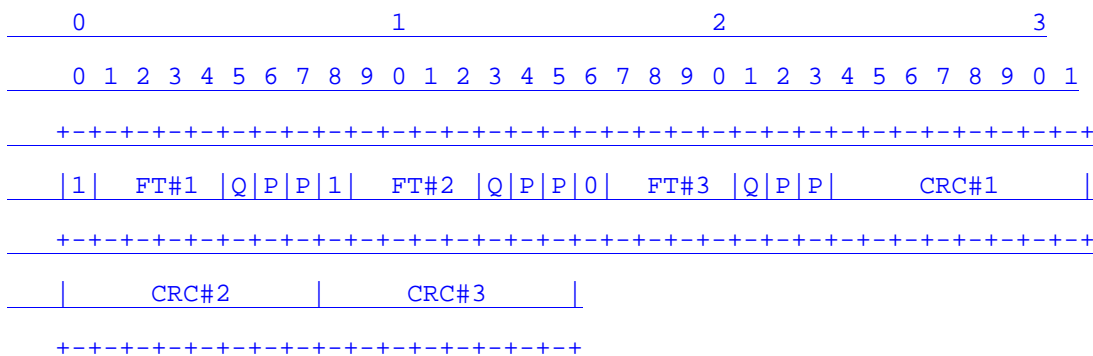 0                   1                   2                   3
 0 1 2 3 4 5 6 7 8 9 0 1 2 3 4 5 6 7 8 9 0 1 2 3 4 5 6 7 8 9 0 1
+-+-+-+-+-+-+-+-+-+-+-+-+-+-+-+-+-+-+-+-+-+-+-+-+-+-+-+-+-+-+-+-+
|1|  FT#1 |Q|P|P|1|  FT#2 |Q|P|P|0|  FT#3 |Q|P|P|     CRC#1     |
+-+-+-+-+-+-+-+-+-+-+-+-+-+-+-+-+-+-+-+-+-+-+-+-+-+-+-+-+-+-+-+-+
|     CRC#2     |     CRC#3     |
+-+-+-+-+-+-+-+-+-+-+-+-+-+-+-+-+